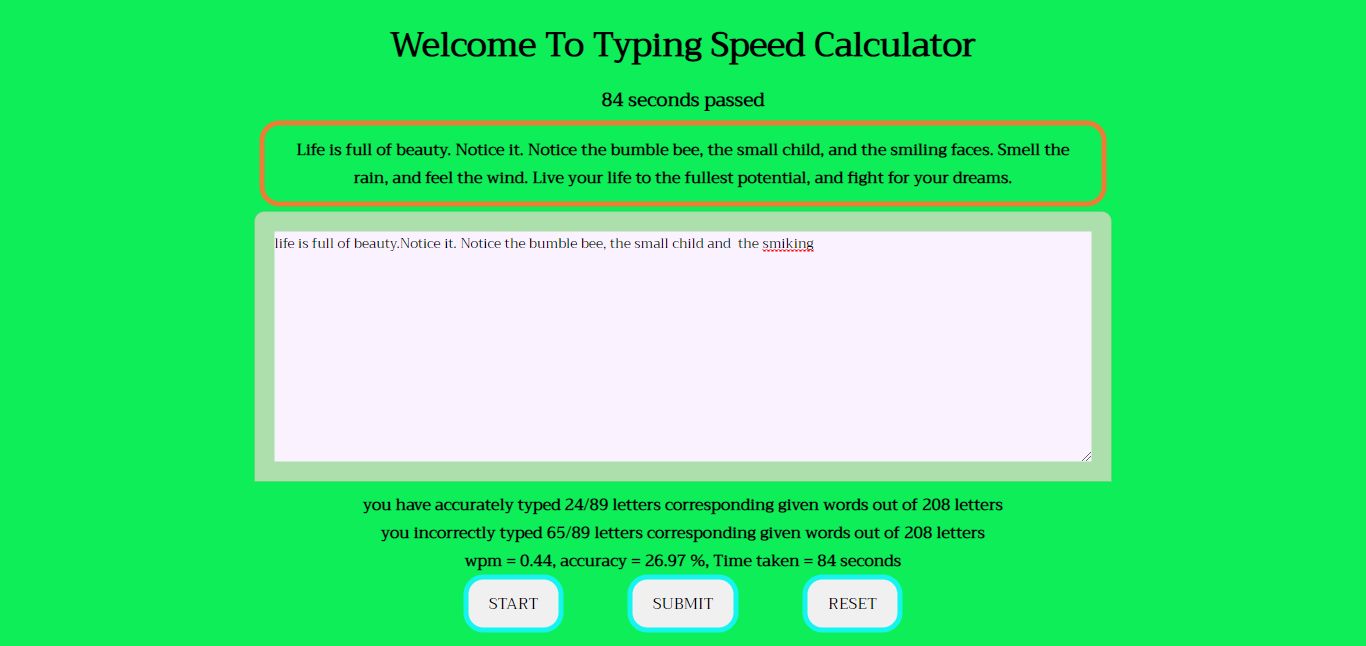 Welcome To Typing Speed Calculator
84 seconds passed
Life is full of beauty. Notice it. Notice the bumble bee, the small child, and the smiling faces. Smell the
rain, and feel the wind. Live your life to the fullest potential, and fight for your dreams.
life is full of beauty.Notice it. Notice the bumble bee, the small child and  the smiking
you have accurately typed 24/89 letters corresponding given words out of 208 letters
you incorrectly typed 65/89 letters corresponding given words out of 208 letters
wpm = 0.44, accuracy = 26.97 %, Time taken = 84 seconds
START SUBMIT RESET